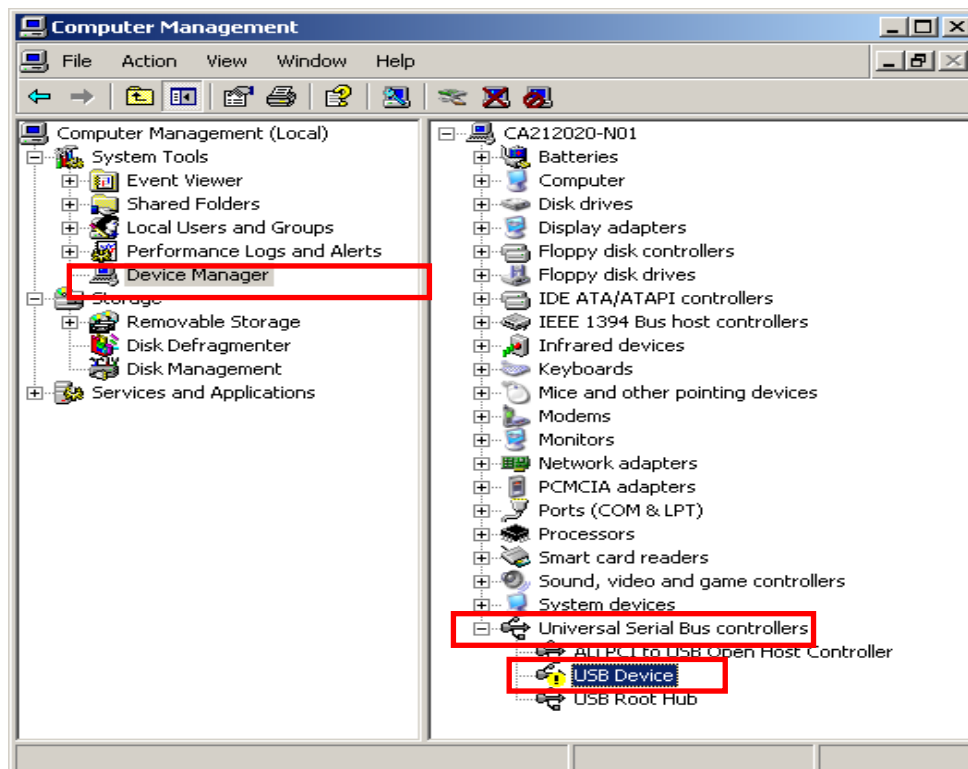 Computer Management
File Action View Window Help
Computer Management (Local)
System Tools
Event Viewer
Shared Folders
Local Users and Groups
Performance Logs and Alerts
Device Manager
Storage
Removable Storage
Disk Defragmenter
Disk Management
Services and Applications
CA212020-N01
Batteries
Computer
Disk drives
Display adapters
Floppy disk controllers
Floppy disk drives
IDE ATA/ATAPI controllers
IEEE 1394 Bus host controllers
Infrared devices
Keyboards
Mice and other pointing devices
Modems
Monitors
Network adapters
PCMCIA adapters
Ports (COM & LPT)
Processors
Smart card readers
Sound, video and game controllers
System devices
Universal Serial Bus controllers
ALi PCI to USB Open Host Controller
USB Device
USB Root Hub